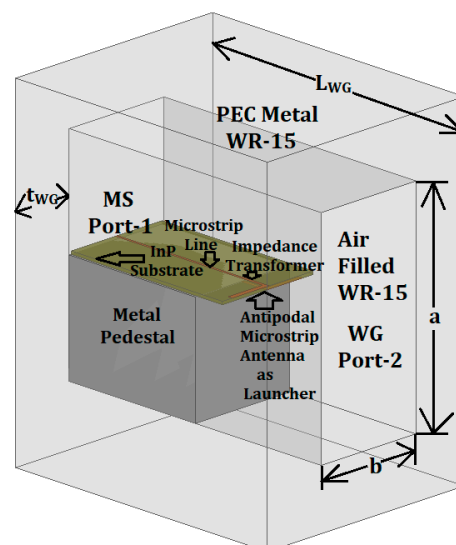 L_WG
PEC Metal
WR-15
t_WG
MS
Port-1
Microstrip
Line
InP
Substrate
Impedance
Transformer
Air
Filled
WR-15
WG
Port-2
a
Metal
Pedestal
Antipodal
Microstrip
Antenna
as
Launcher
b